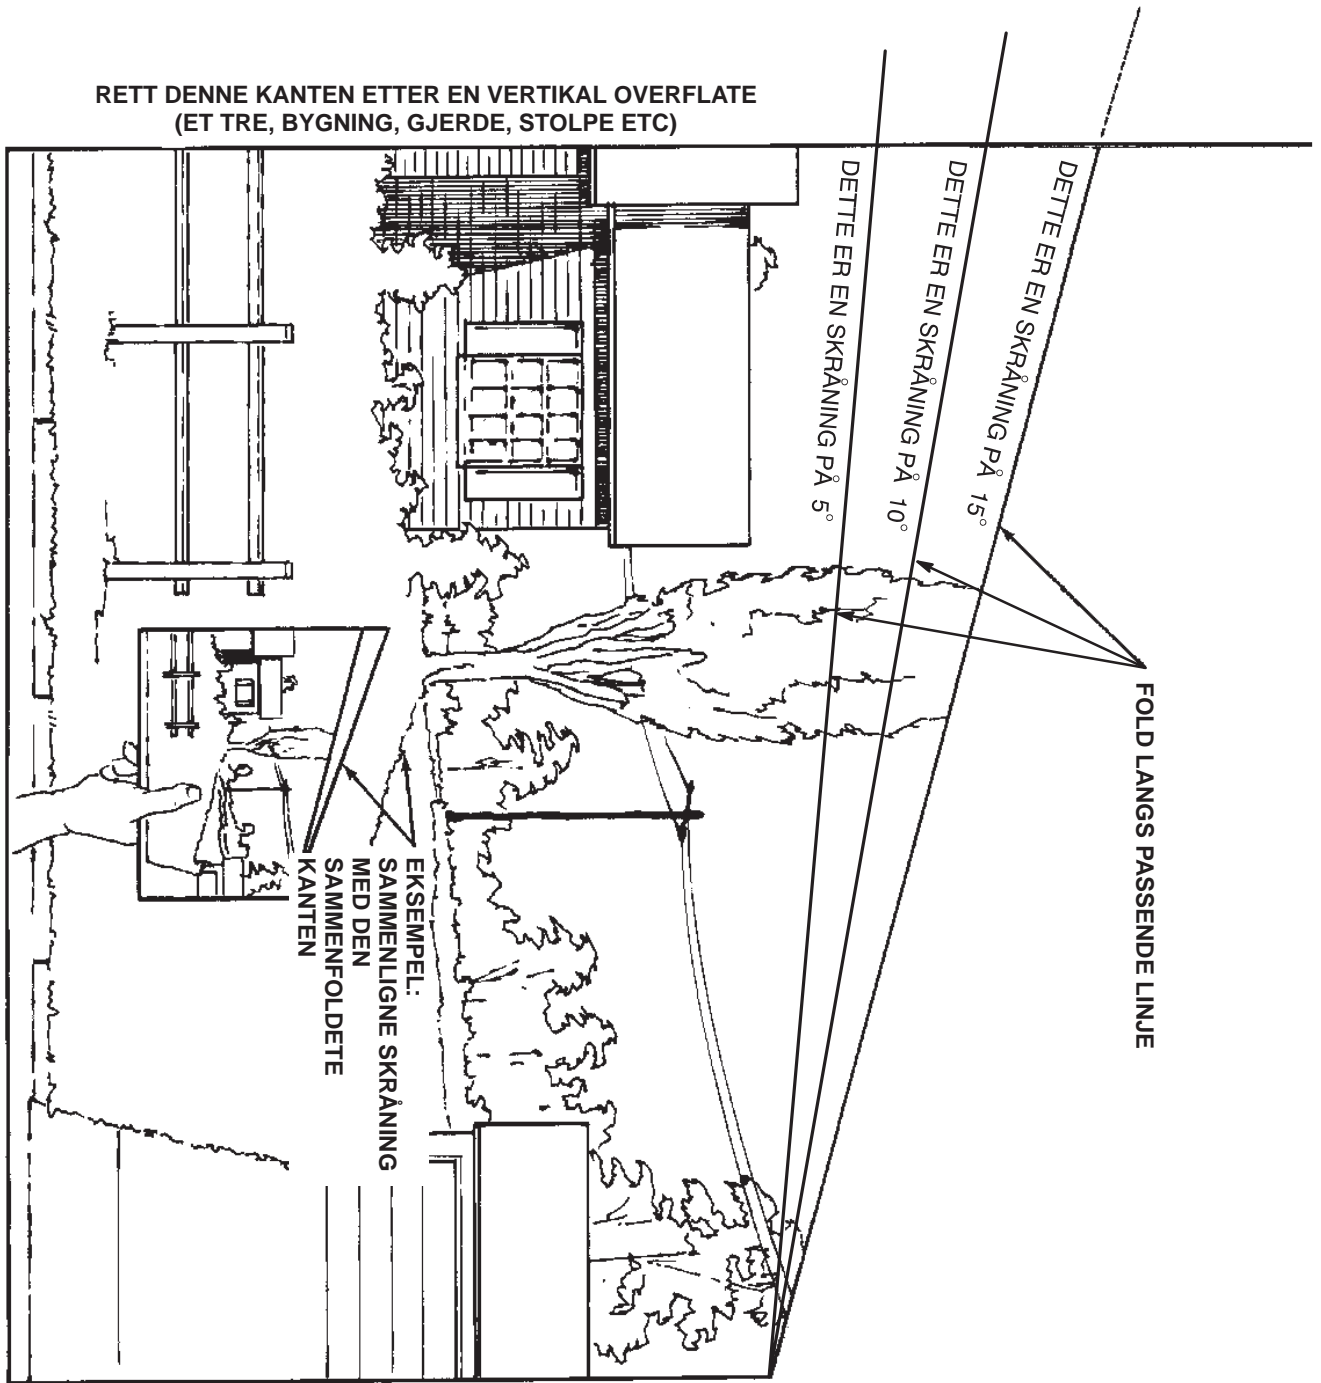 RETT DENNE KANTEN ETTER EN VERTIKAL OVERFLATE
(ET TRE, BYGNING, GJERDE, STOLPE ETC)
DETTE ER EN SKRÅNING PÅ 15°
DETTE ER EN SKRÅNING PÅ 10°
DETTE ER EN SKRÅNING PÅ 5°
FOLD LANGS PASSENDE LINJE
EKSEMPEL:
SAMMENLIGNE SKRÅNING
MED DEN
SAMMENFOLDETE
KANTEN